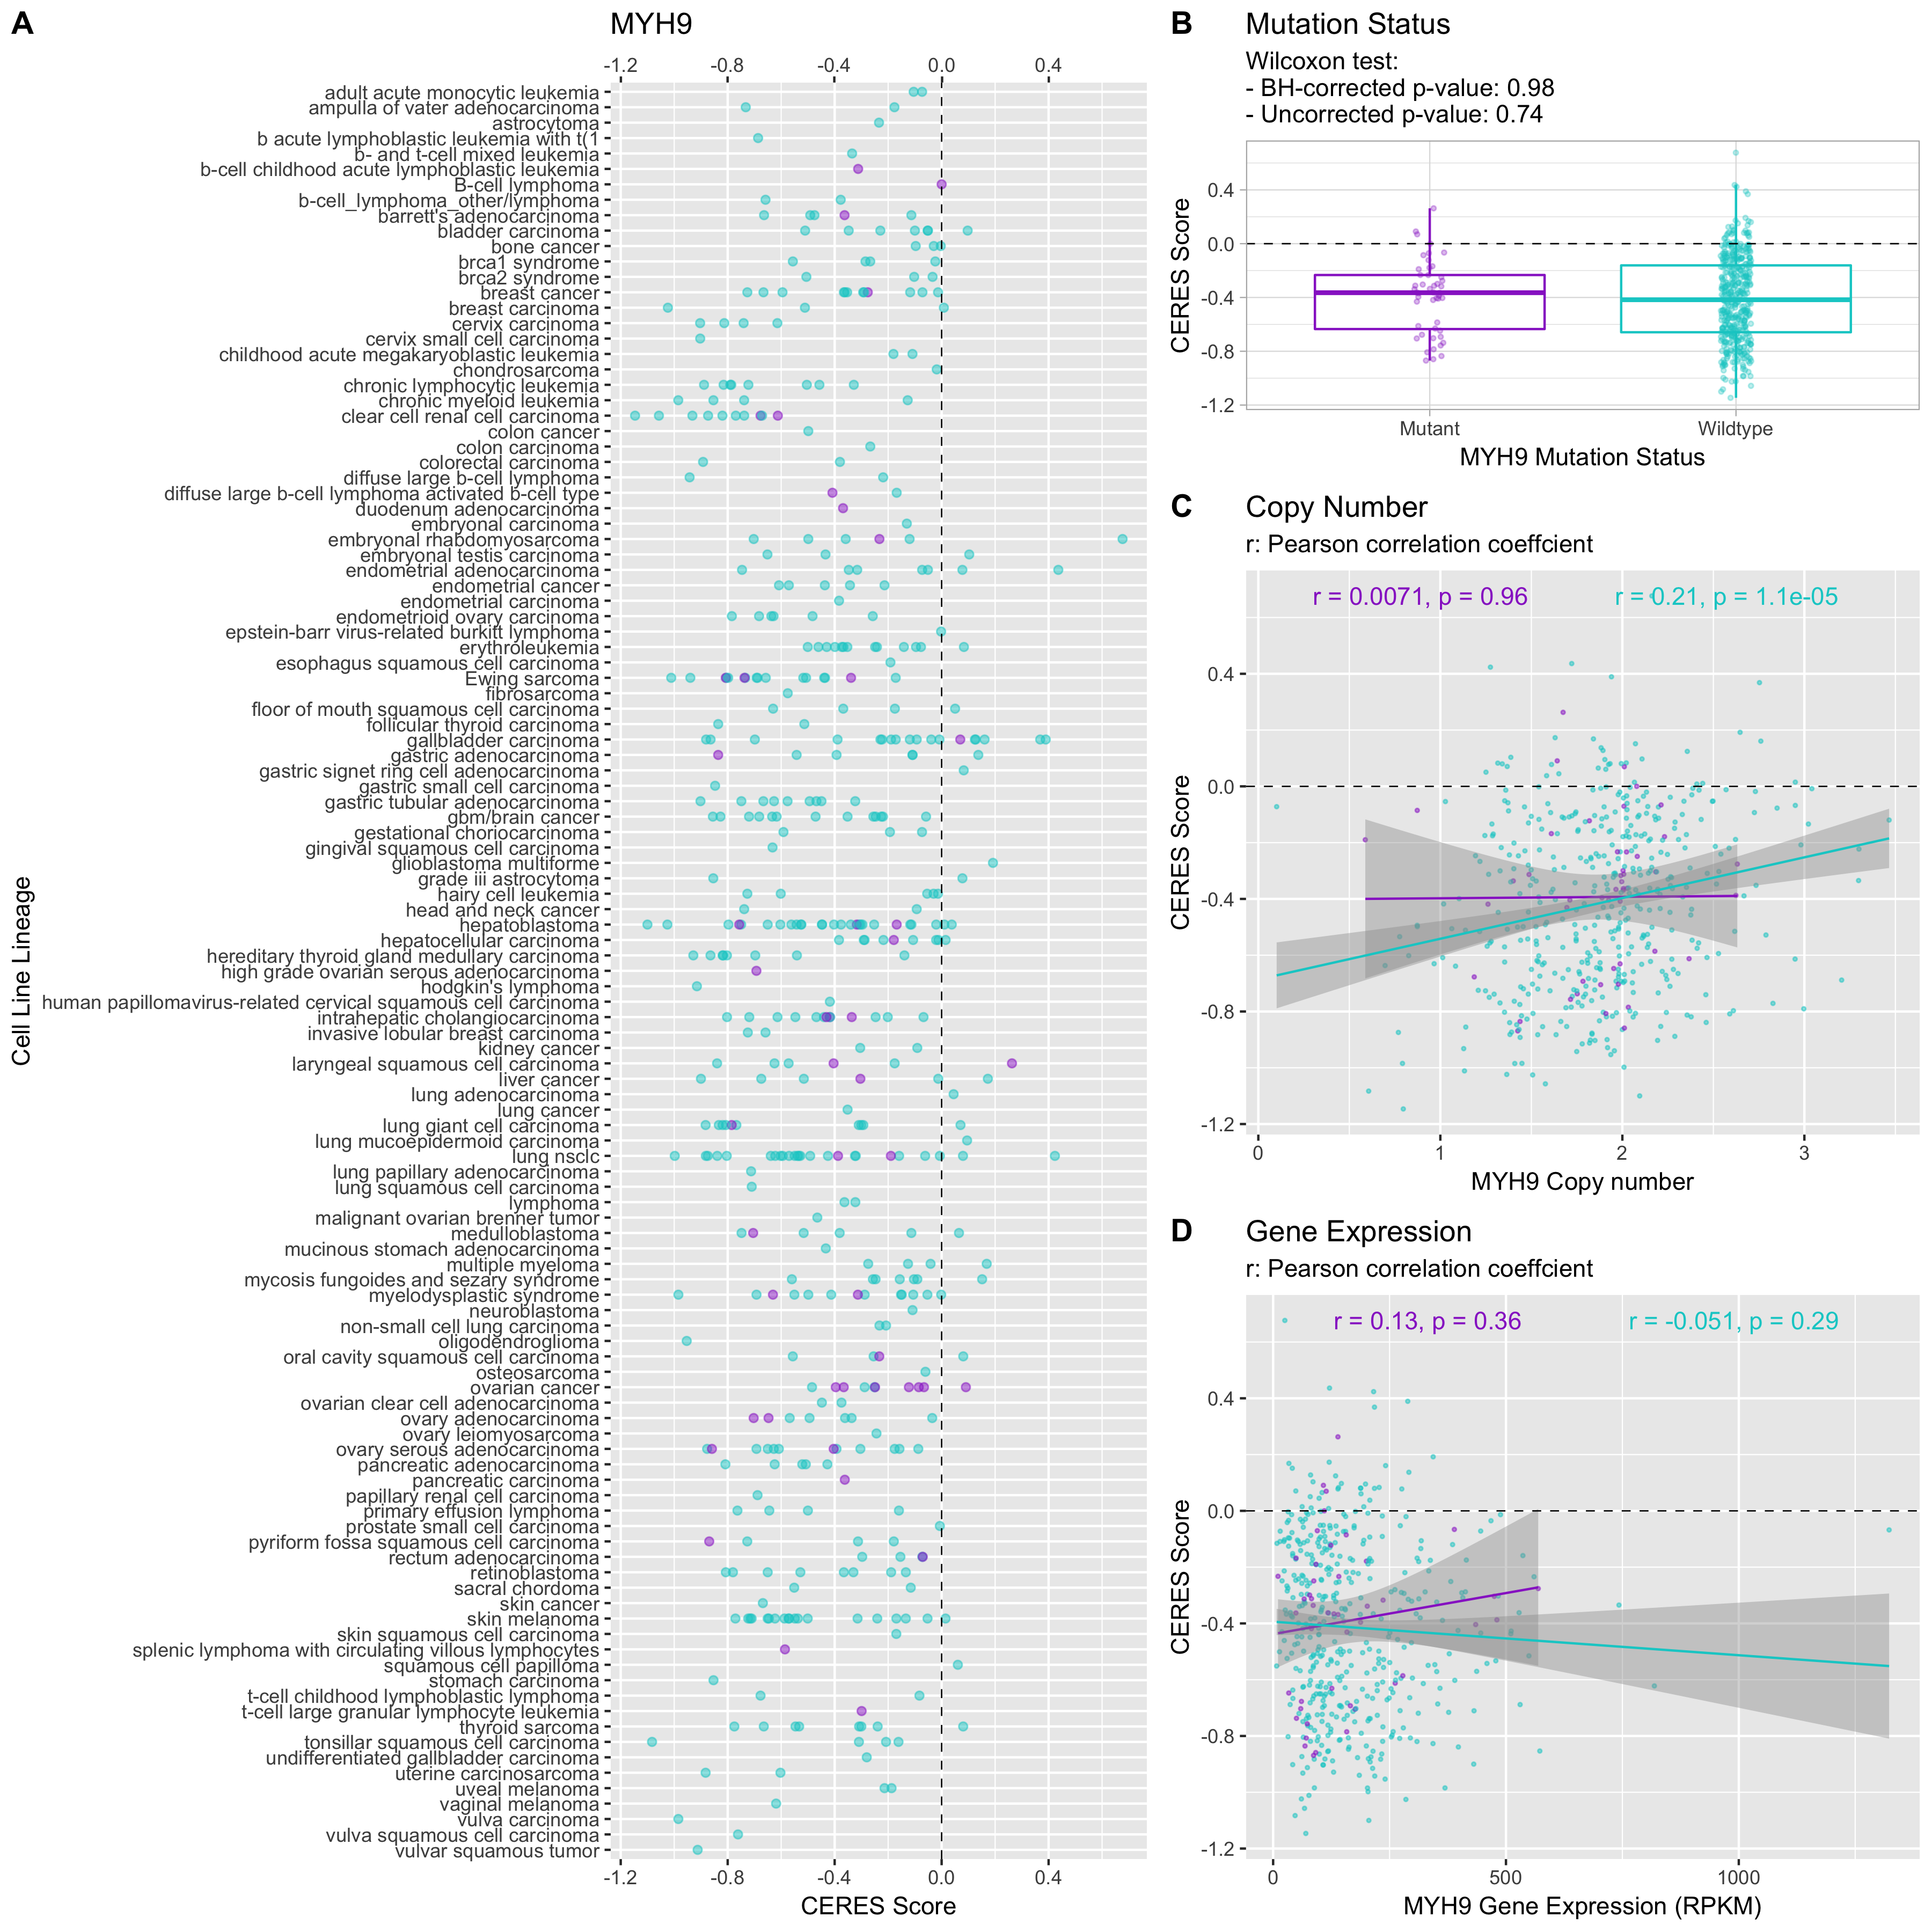 A
MYH9
-1.2 -0.8 -0.4 0.0 0.4
adult acute monocytic leukemia
ampulla of vater adenocarcinoma
astrocytoma
b acute lymphoblastic leukemia with t(1
b- and t-cell mixed leukemia
b-cell childhood acute lymphoblastic leukemia
B-cell lymphoma
b-cell_lymphoma_other/lymphoma
barrett's adenocarcinoma
bladder carcinoma
bone cancer
brca1 syndrome
brca2 syndrome
breast cancer
breast carcinoma
cervix carcinoma
cervix small cell carcinoma
childhood acute megakaryoblastic leukemia
chondrosarcoma
chronic lymphocytic leukemia
chronic myeloid leukemia
clear cell renal cell carcinoma
colon cancer
colon carcinoma
colorectal carcinoma
diffuse large b-cell lymphoma
diffuse large b-cell lymphoma activated b-cell type
duodenum adenocarcinoma
embryonal carcinoma
embryonal rhabdomyosarcoma
embryonal testis carcinoma
endometrial adenocarcinoma
endometrial cancer
endometrial carcinoma
endometrioid ovary carcinoma
epstein-barr virus-related burkitt lymphoma
erythroleukemia
esophagus squamous cell carcinoma
Ewing sarcoma
fibrosarcoma
floor of mouth squamous cell carcinoma
follicular thyroid carcinoma
gallbladder carcinoma
gastric adenocarcinoma
gastric signet ring cell adenocarcinoma
gastric small cell carcinoma
gastric tubular adenocarcinoma
gbm/brain cancer
gestational choriocarcinoma
gingival squamous cell carcinoma
glioblastoma multiforme
grade iii astrocytoma
hairy cell leukemia
head and neck cancer
hepatoblastoma
hepatocellular carcinoma
hereditary thyroid gland medullary carcinoma
high grade ovarian serous adenocarcinoma
hodgkin's lymphoma
human papillomavirus-related cervical squamous cell carcinoma
intrahepatic cholangiocarcinoma
invasive lobular breast carcinoma
kidney cancer
laryngeal squamous cell carcinoma
liver cancer
lung adenocarcinoma
lung cancer
lung giant cell carcinoma
lung mucoepidermoid carcinoma
lung nsclc
lung papillary adenocarcinoma
lung squamous cell carcinoma
lymphoma
malignant ovarian brenner tumor
medulloblastoma
mucinous stomach adenocarcinoma
multiple myeloma
mycosis fungoides and sezary syndrome
myelodysplastic syndrome
neuroblastoma
non-small cell lung carcinoma
oligodendroglioma
oral cavity squamous cell carcinoma
osteosarcoma
ovarian cancer
ovarian clear cell adenocarcinoma
ovary adenocarcinoma
ovary leiomyosarcoma
ovary serous adenocarcinoma
pancreatic adenocarcinoma
pancreatic carcinoma
papillary renal cell carcinoma
primary effusion lymphoma
prostate small cell carcinoma
pyriform fossa squamous cell carcinoma
rectum adenocarcinoma
retinoblastoma
sacral chordoma
skin cancer
skin melanoma
skin squamous cell carcinoma
splenic lymphoma with circulating villous lymphocytes
squamous cell papilloma
stomach carcinoma
t-cell childhood lymphoblastic lymphoma
t-cell large granular lymphocyte leukemia
thyroid sarcoma
tonsillar squamous cell carcinoma
undifferentiated gallbladder carcinoma
uterine carcinosarcoma
uveal melanoma
vaginal melanoma
vulva carcinoma
vulva squamous cell carcinoma
vulvar squamous tumor
-1.2 -0.8 -0.4 0.0 0.4
CERES Score
Cell Line Lineage
B
Mutation Status
Wilcoxon test:
- BH-corrected p-value: 0.98
- Uncorrected p-value: 0.74
0.4
0.0
-0.4
-0.8
-1.2
CERES Score
Mutant Wildtype
MYH9 Mutation Status
C
Copy Number
r: Pearson correlation coeffcient
r = 0.0071, p = 0.96 r = 0.21, p = 1.1e-05
0.4
0.0
-0.4
-0.8
-1.2
CERES Score
0 1 2 3
MYH9 Copy number
D
Gene Expression
r: Pearson correlation coeffcient
r = 0.13, p = 0.36 r = -0.051, p = 0.29
0.4
0.0
-0.4
-0.8
-1.2
CERES Score
0 500 1000
MYH9 Gene Expression (RPKM)